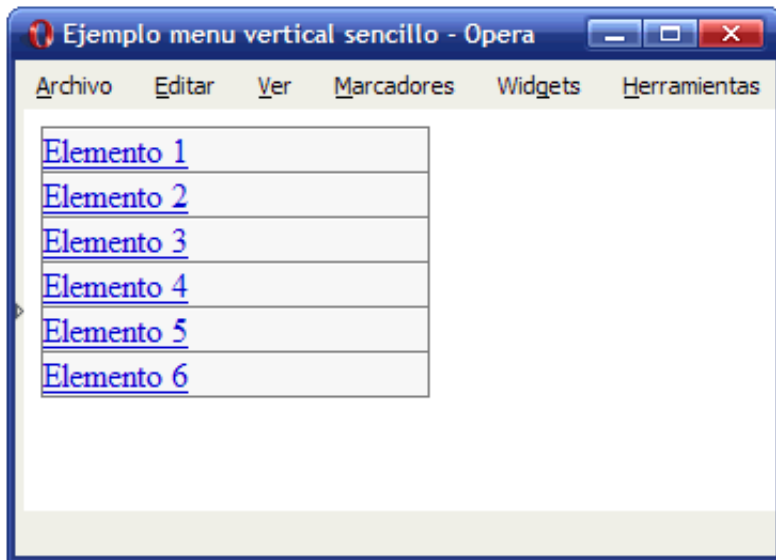 Ejemplo menu vertical sencillo - Opera
Archivo Editar Ver Marcadores Widgets Herramientas
Elemento 1
Elemento 2
Elemento 3
Elemento 4
Elemento 5
Elemento 6